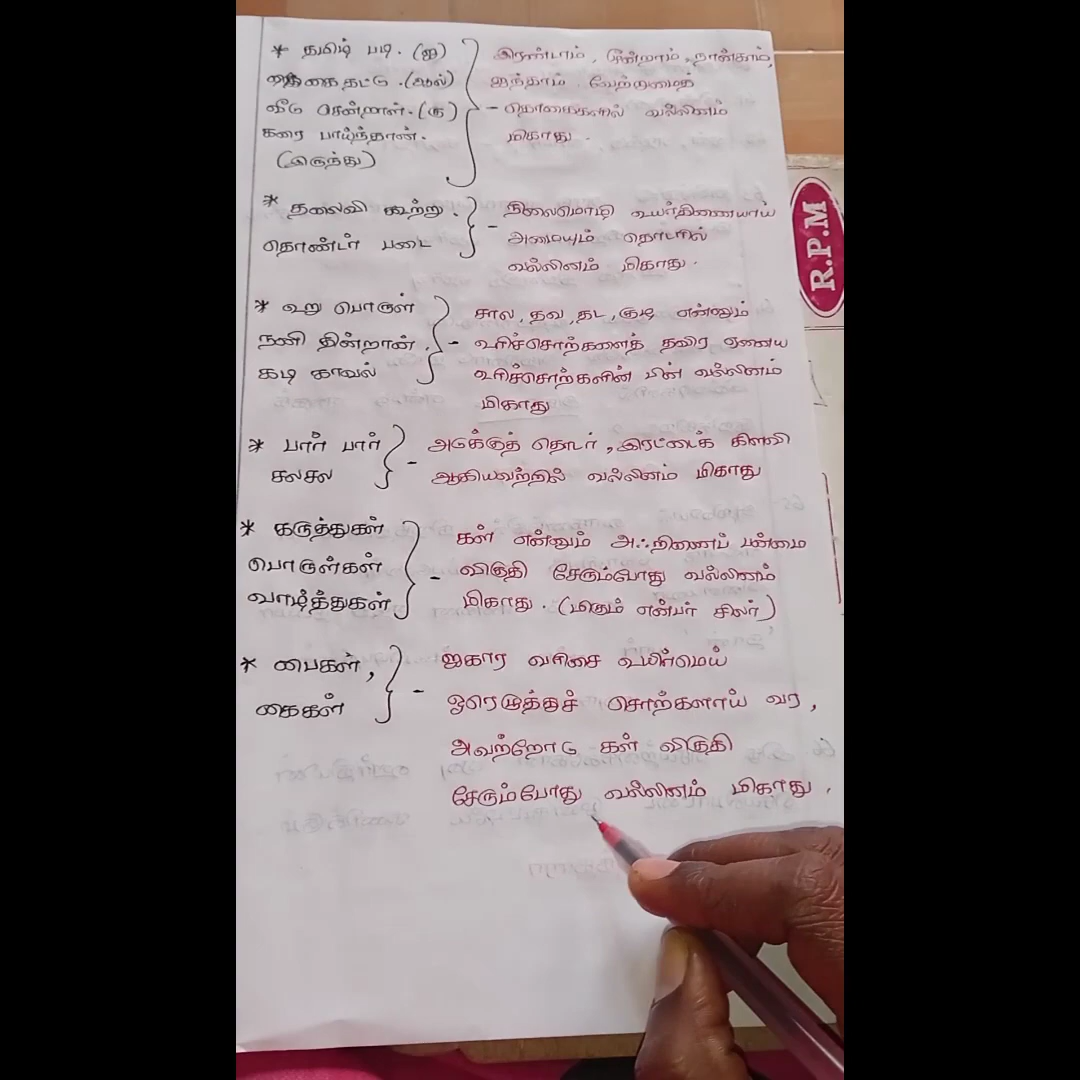 * தமிழ் படி. (ஐ) } இரண்டாம், மூன்றாம், நான்காம்,
கைதட்டு. (ஆல்) ஐந்தாம் வேற்றுமைத்
வீடு சென்றாள். (கு) - தொகைகளில் வல்லினம்
கரை பாய்ந்தான். மிகாது.
(இருந்து)
* தலைவி கூற்று. } - நிலைமொழி உயர்திணையாய்
தொண்டர் படை அமையும் தொடரில்
வல்லினம் மிகாது.
* உறு பொருள் } சால, தவ, தட, குழ என்னும்
நனி தின்றான். - உரிச்சொற்களைத் தவிர ஏனைய
கடி காவல் உரிச்சொற்களின் பின் வல்லினம்
மிகாது
* பார் பார் } - அடுக்குத் தொடர், இரட்டைக் கிளவி
சலசல ஆகியவற்றில் வல்லினம் மிகாது
* கருத்துகள் } கள் என்னும் அஃறிணைப் பன்மை
பொருள்கள் - விகுதி சேரும்போது வல்லினம்
வாழ்த்துகள் மிகாது. (மிகும் என்பர் சிலர்)
* பைகள், } - ஐகார வரிசை உயிர்மெய்
கைகள் ஓரெழுத்துச் சொற்களாய் வர,
அவற்றோடு கள் விகுதி
சேரும்போது வல்லினம் மிகாது.
R.P.M